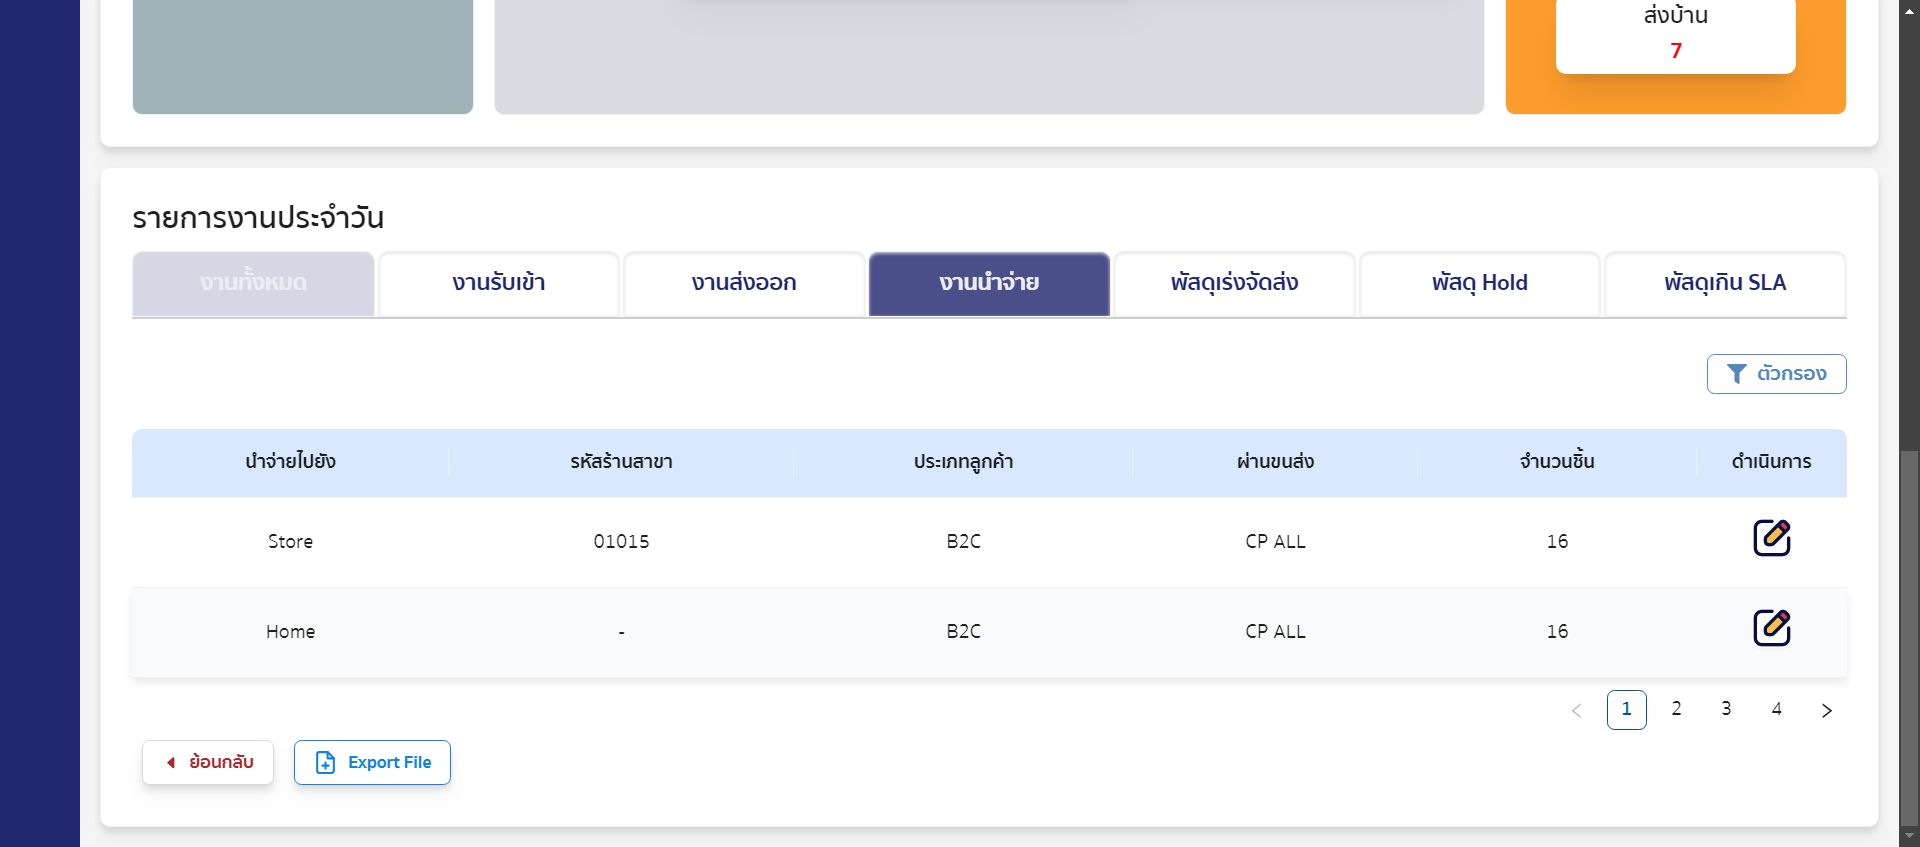 ส่งบ้าน
7
รายการงานประจำวัน
งานทั้งหมด งานรับเข้า งานส่งออก งานนำจ่าย พัสดุเร่งจัดส่ง พัสดุ Hold พัสดุเกิน SLA
ตัวกรอง
นำจ่ายไปยัง รหัสร้านสาขา ประเภทลูกค้า ผ่านขนส่ง จำนวนชิ้น ดำเนินการ
Store 01015 B2C CP ALL 16
Home - B2C CP ALL 16
< 1 2 3 4 >
ย้อนกลับ Export File